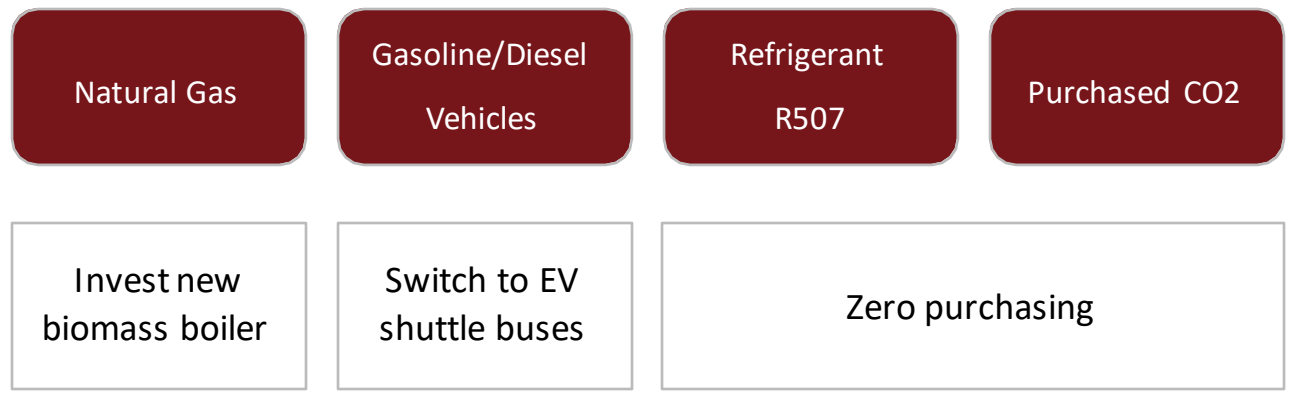 Natural Gas
Gasoline/Diesel
Vehicles
Refrigerant
R507
Purchased CO2
Invest new
biomass boiler
Switch to EV
shuttle buses
Zero purchasing